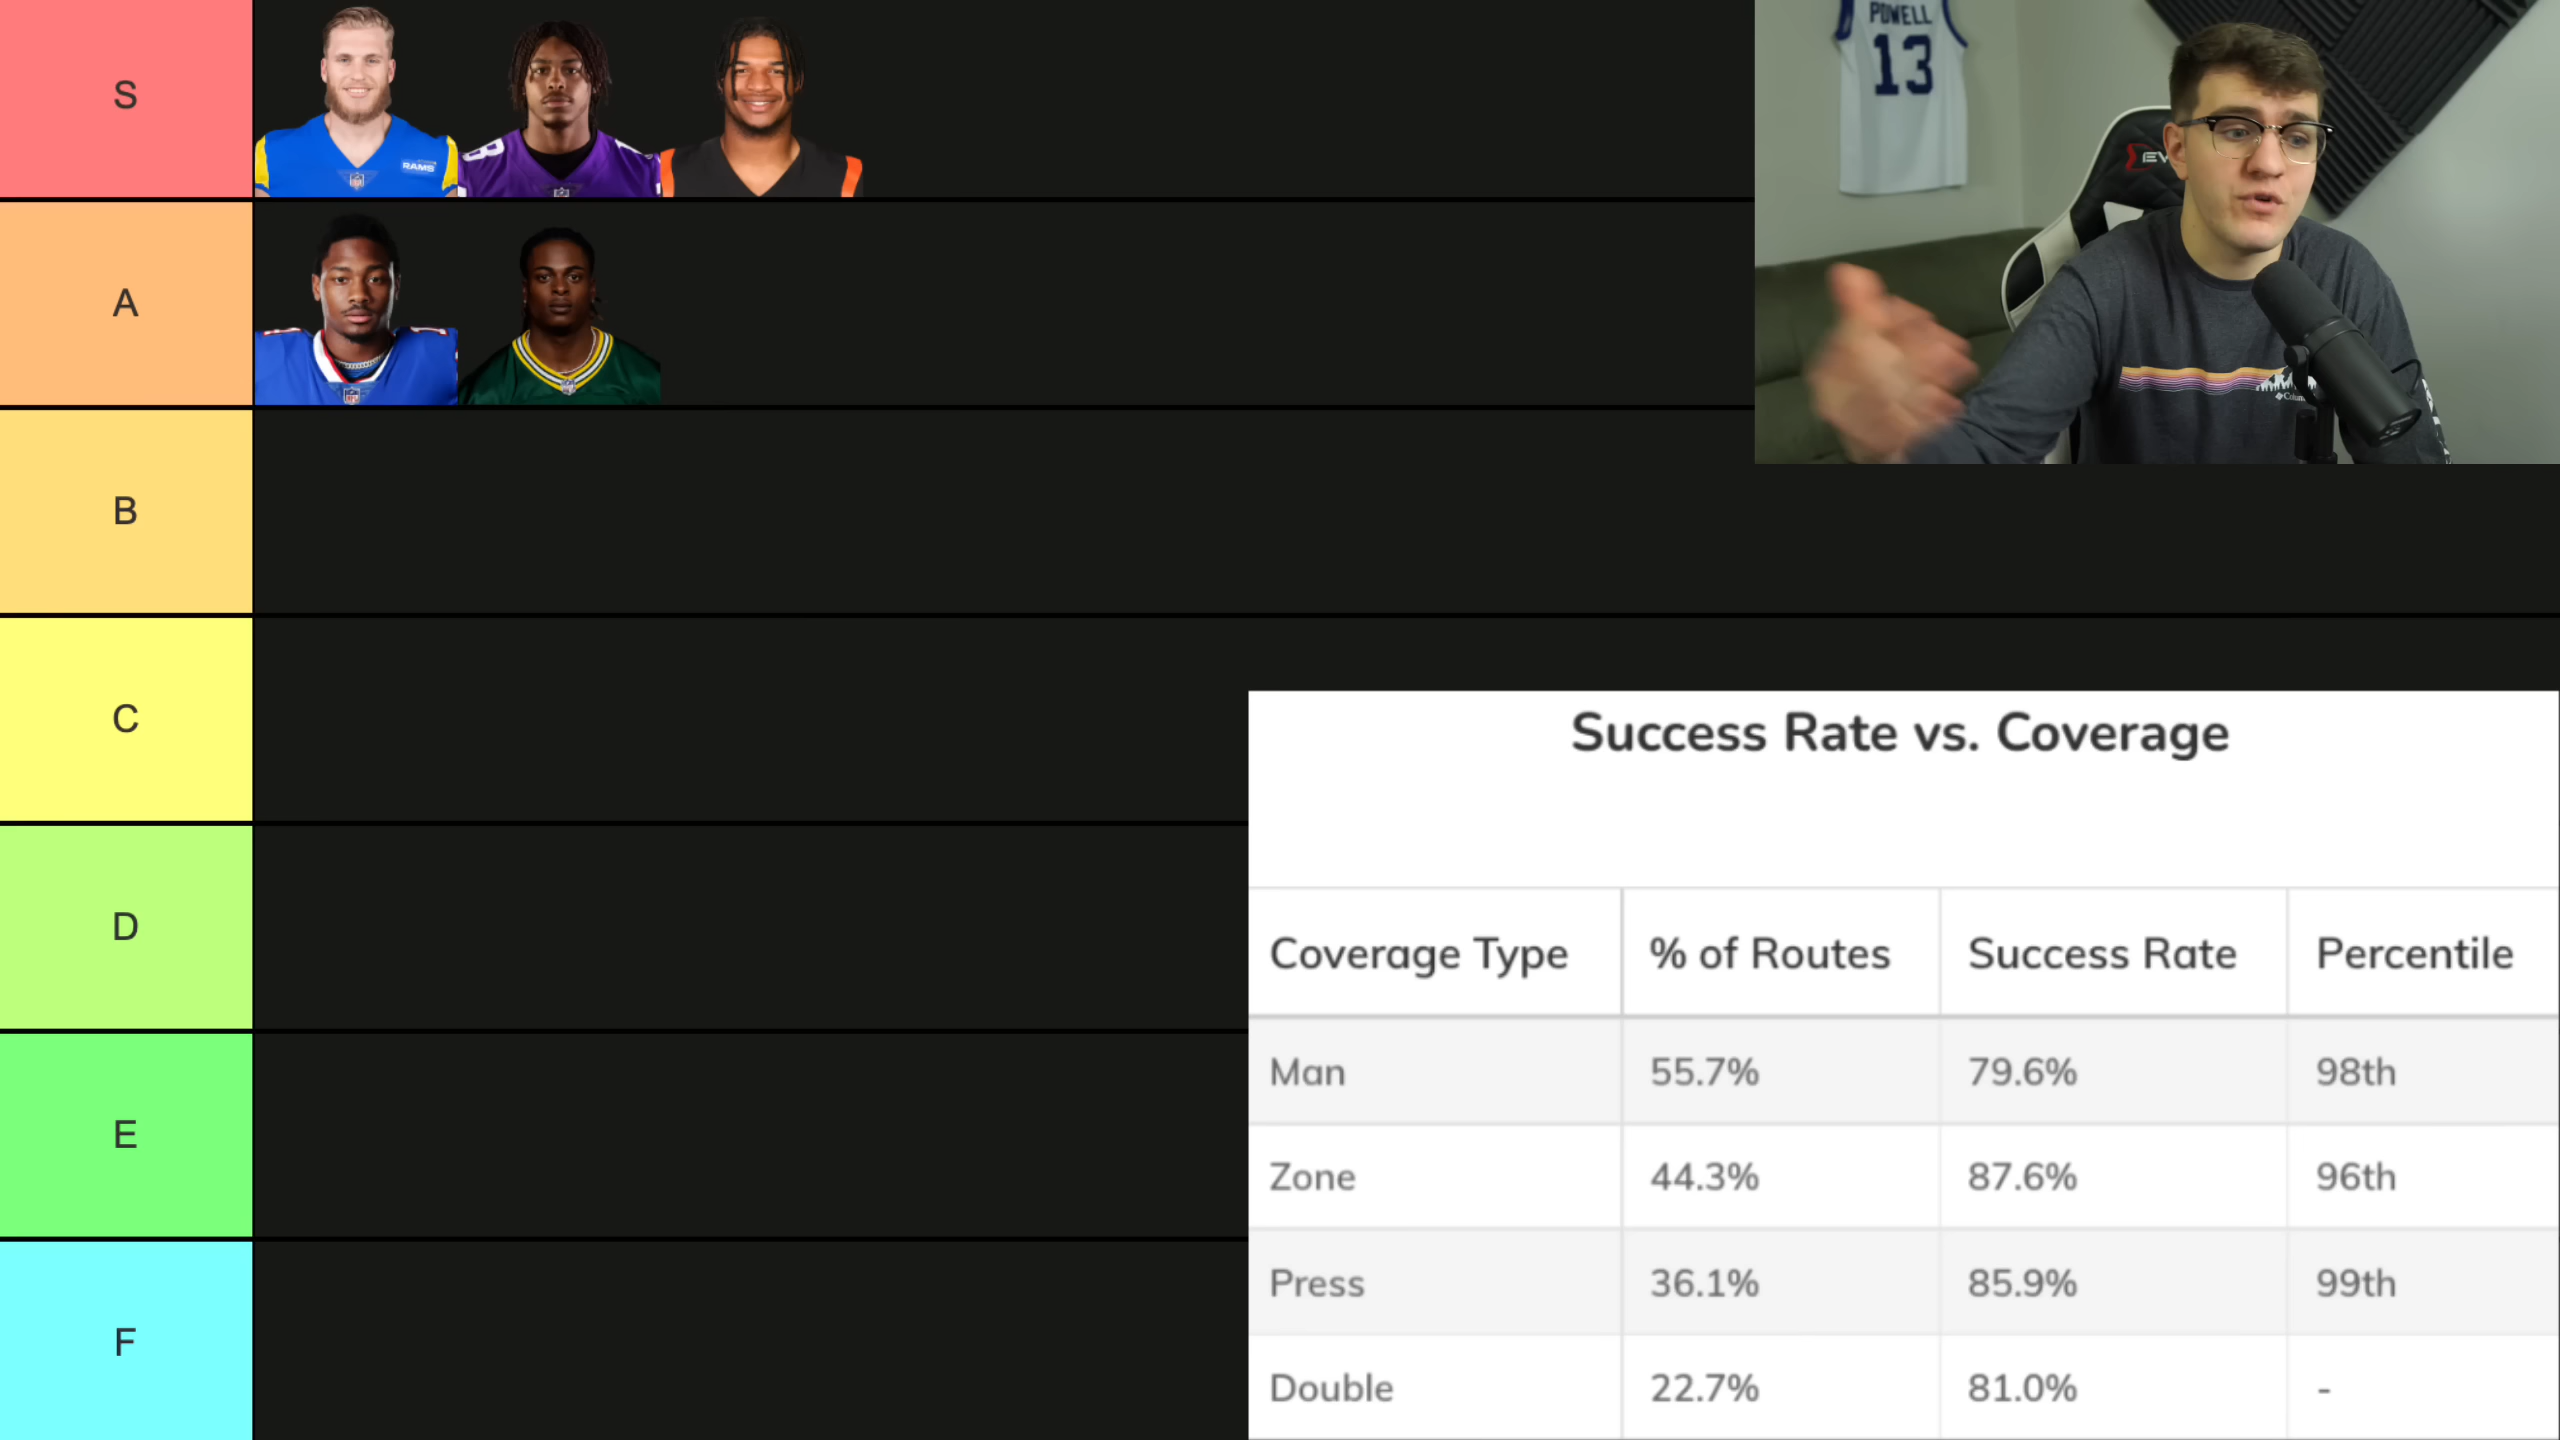 S
RAMS
A
B
C
D
E
F
POWELL
13
Success Rate vs. Coverage
Coverage Type % of Routes Success Rate Percentile
Man 55.7% 79.6% 98th
Zone 44.3% 87.6% 96th
Press 36.1% 85.9% 99th
Double 22.7% 81.0% -